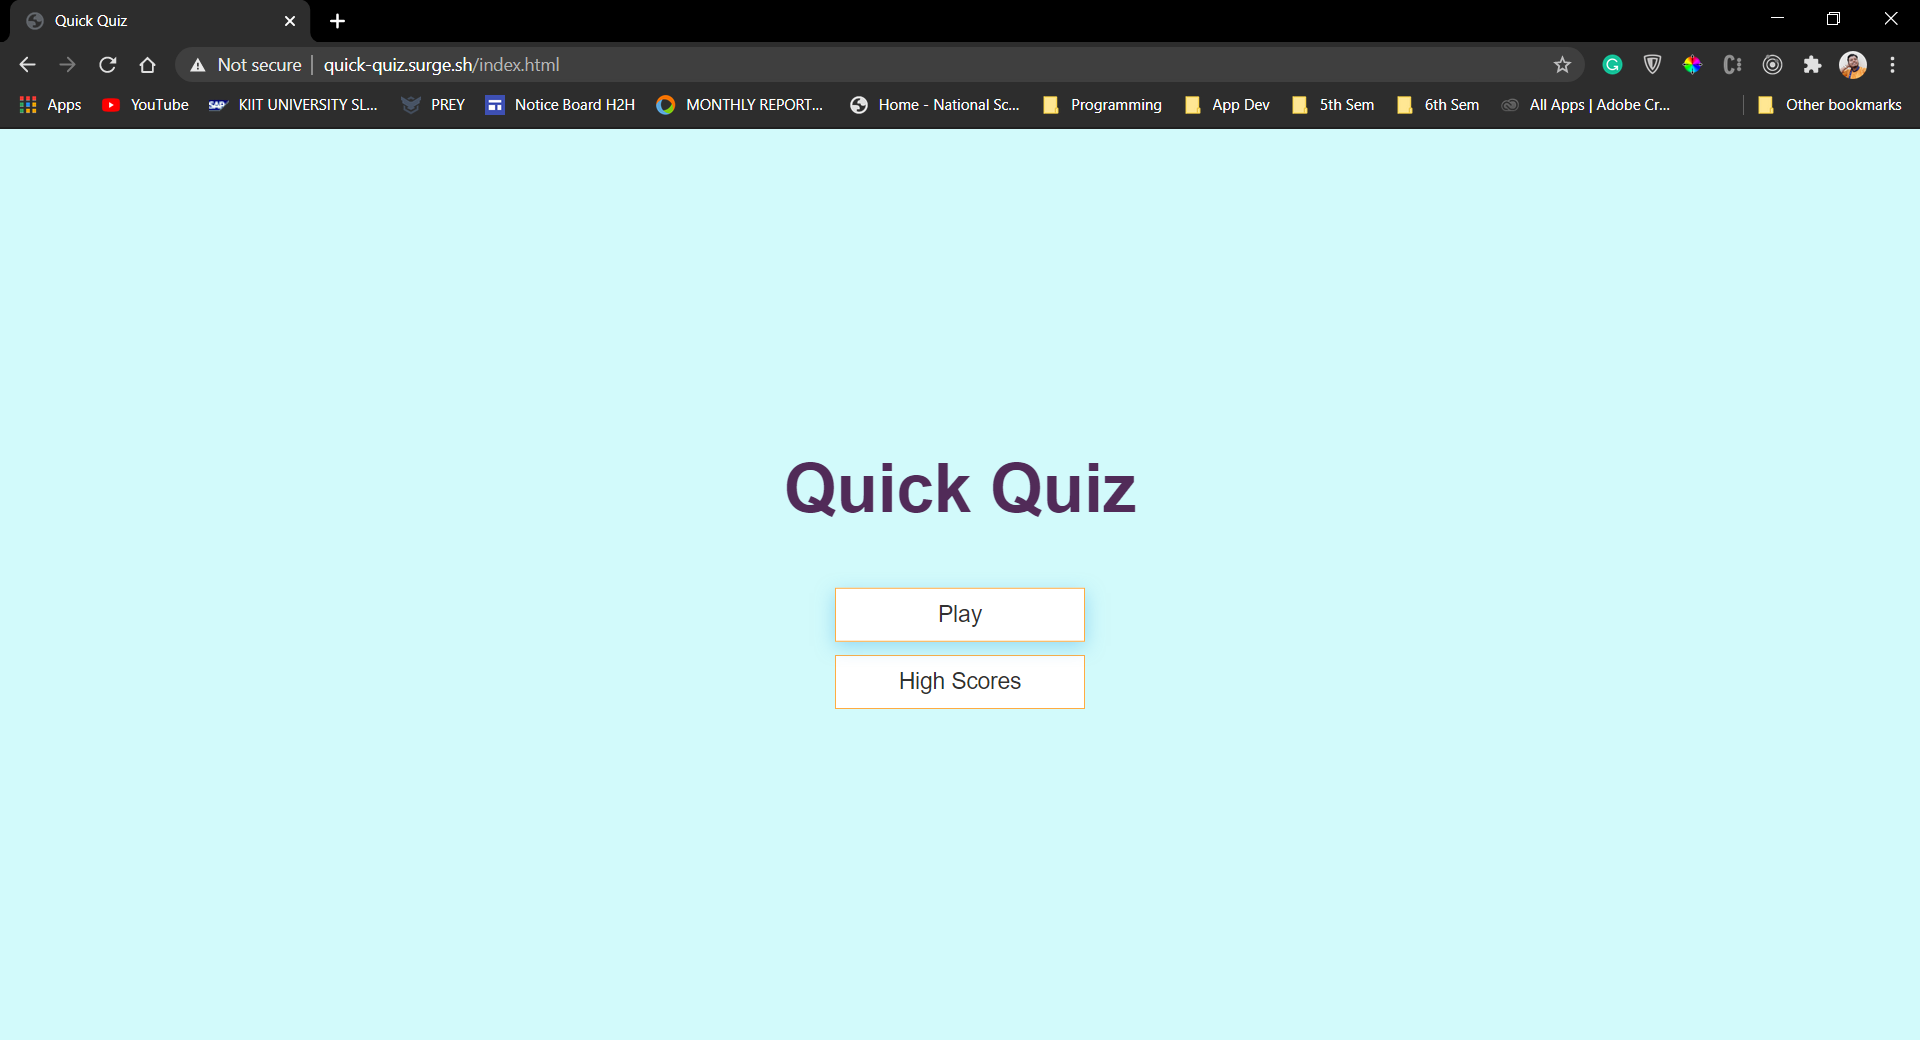 Quick Quiz
Not secure | quick-quiz.surge.sh/index.html
Apps YouTube SAP KIIT UNIVERSITY SL... PREY Notice Board H2H MONTHLY REPORT... Home - National Sc... Programming App Dev 5th Sem 6th Sem All Apps | Adobe Cr... Other bookmarks
Quick Quiz
Play
High Scores